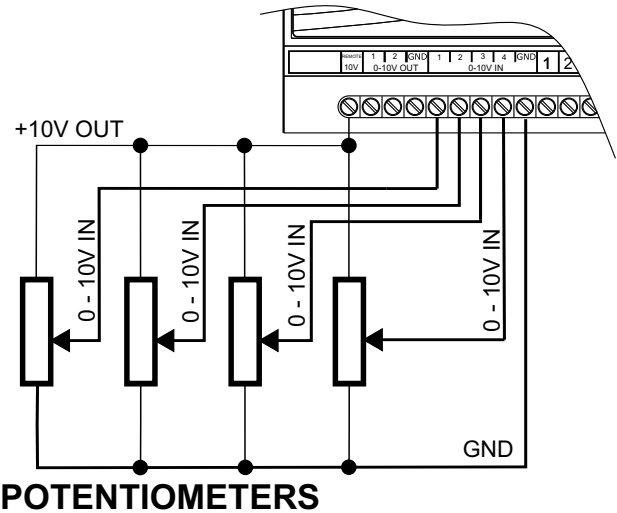 REMOTE 1 2 GND 1 2 3 4 GND 1 2
10V 0-10V OUT 0-10V IN
+10V OUT
0 - 10V IN
0 - 10V IN
0 - 10V IN
0 - 10V IN
GND
POTENTIOMETERS